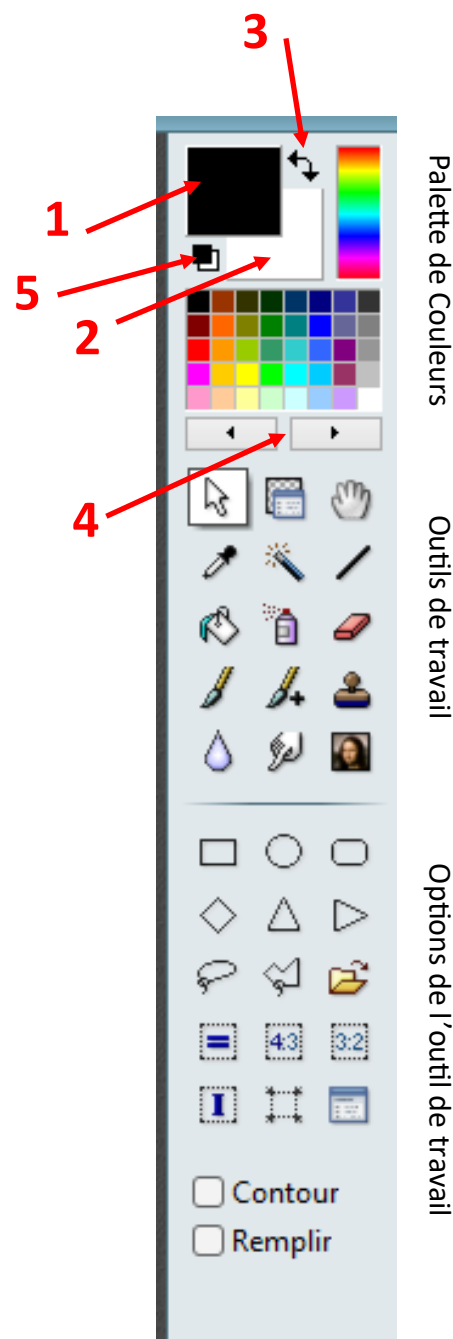 3
1
5
2
4
Palette de Couleurs
Outils de travail
4:3
3:2
I
Options de l'outil de travail
Contour
Remplir